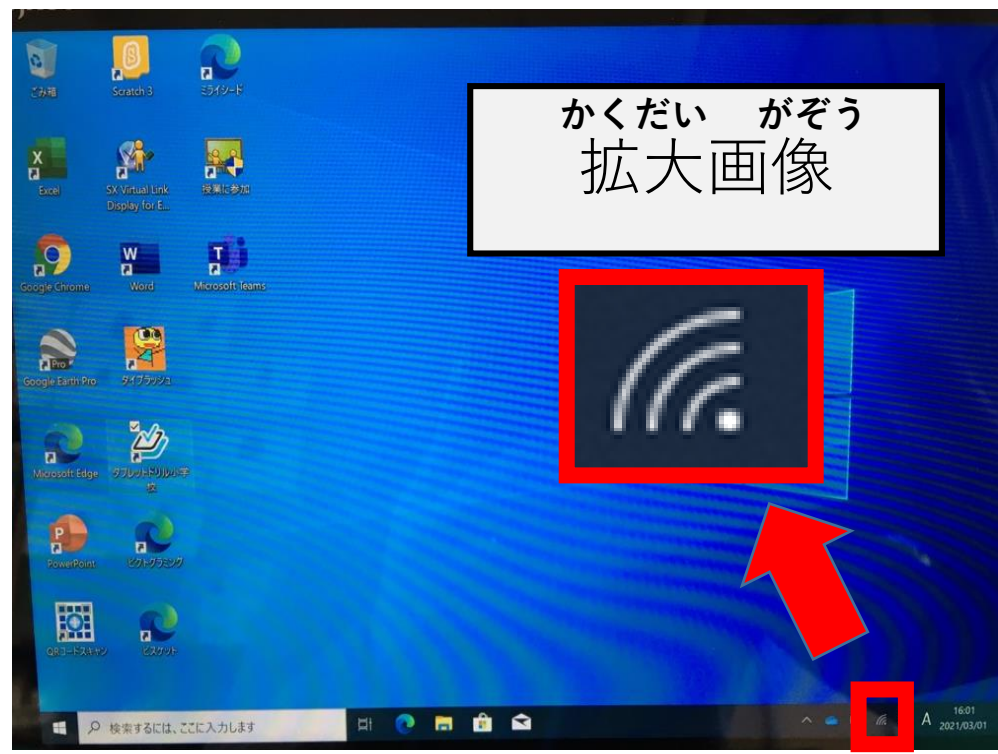 ごみ箱
Scratch 3
ミライシード
Excel
SX Virtual Link
Display for E...
授業に参加
Google Chrome
Word
Microsoft Teams
Google Earth Pro
タイプラッシュ
Microsoft Edge
タブレットドリル小学
校
PowerPoint
ピクトグラミング
QRコードスキャン
ビスケット
かくだい がぞう
拡大画像
検索するには、ここに入力します
A
16:01
2021/03/01